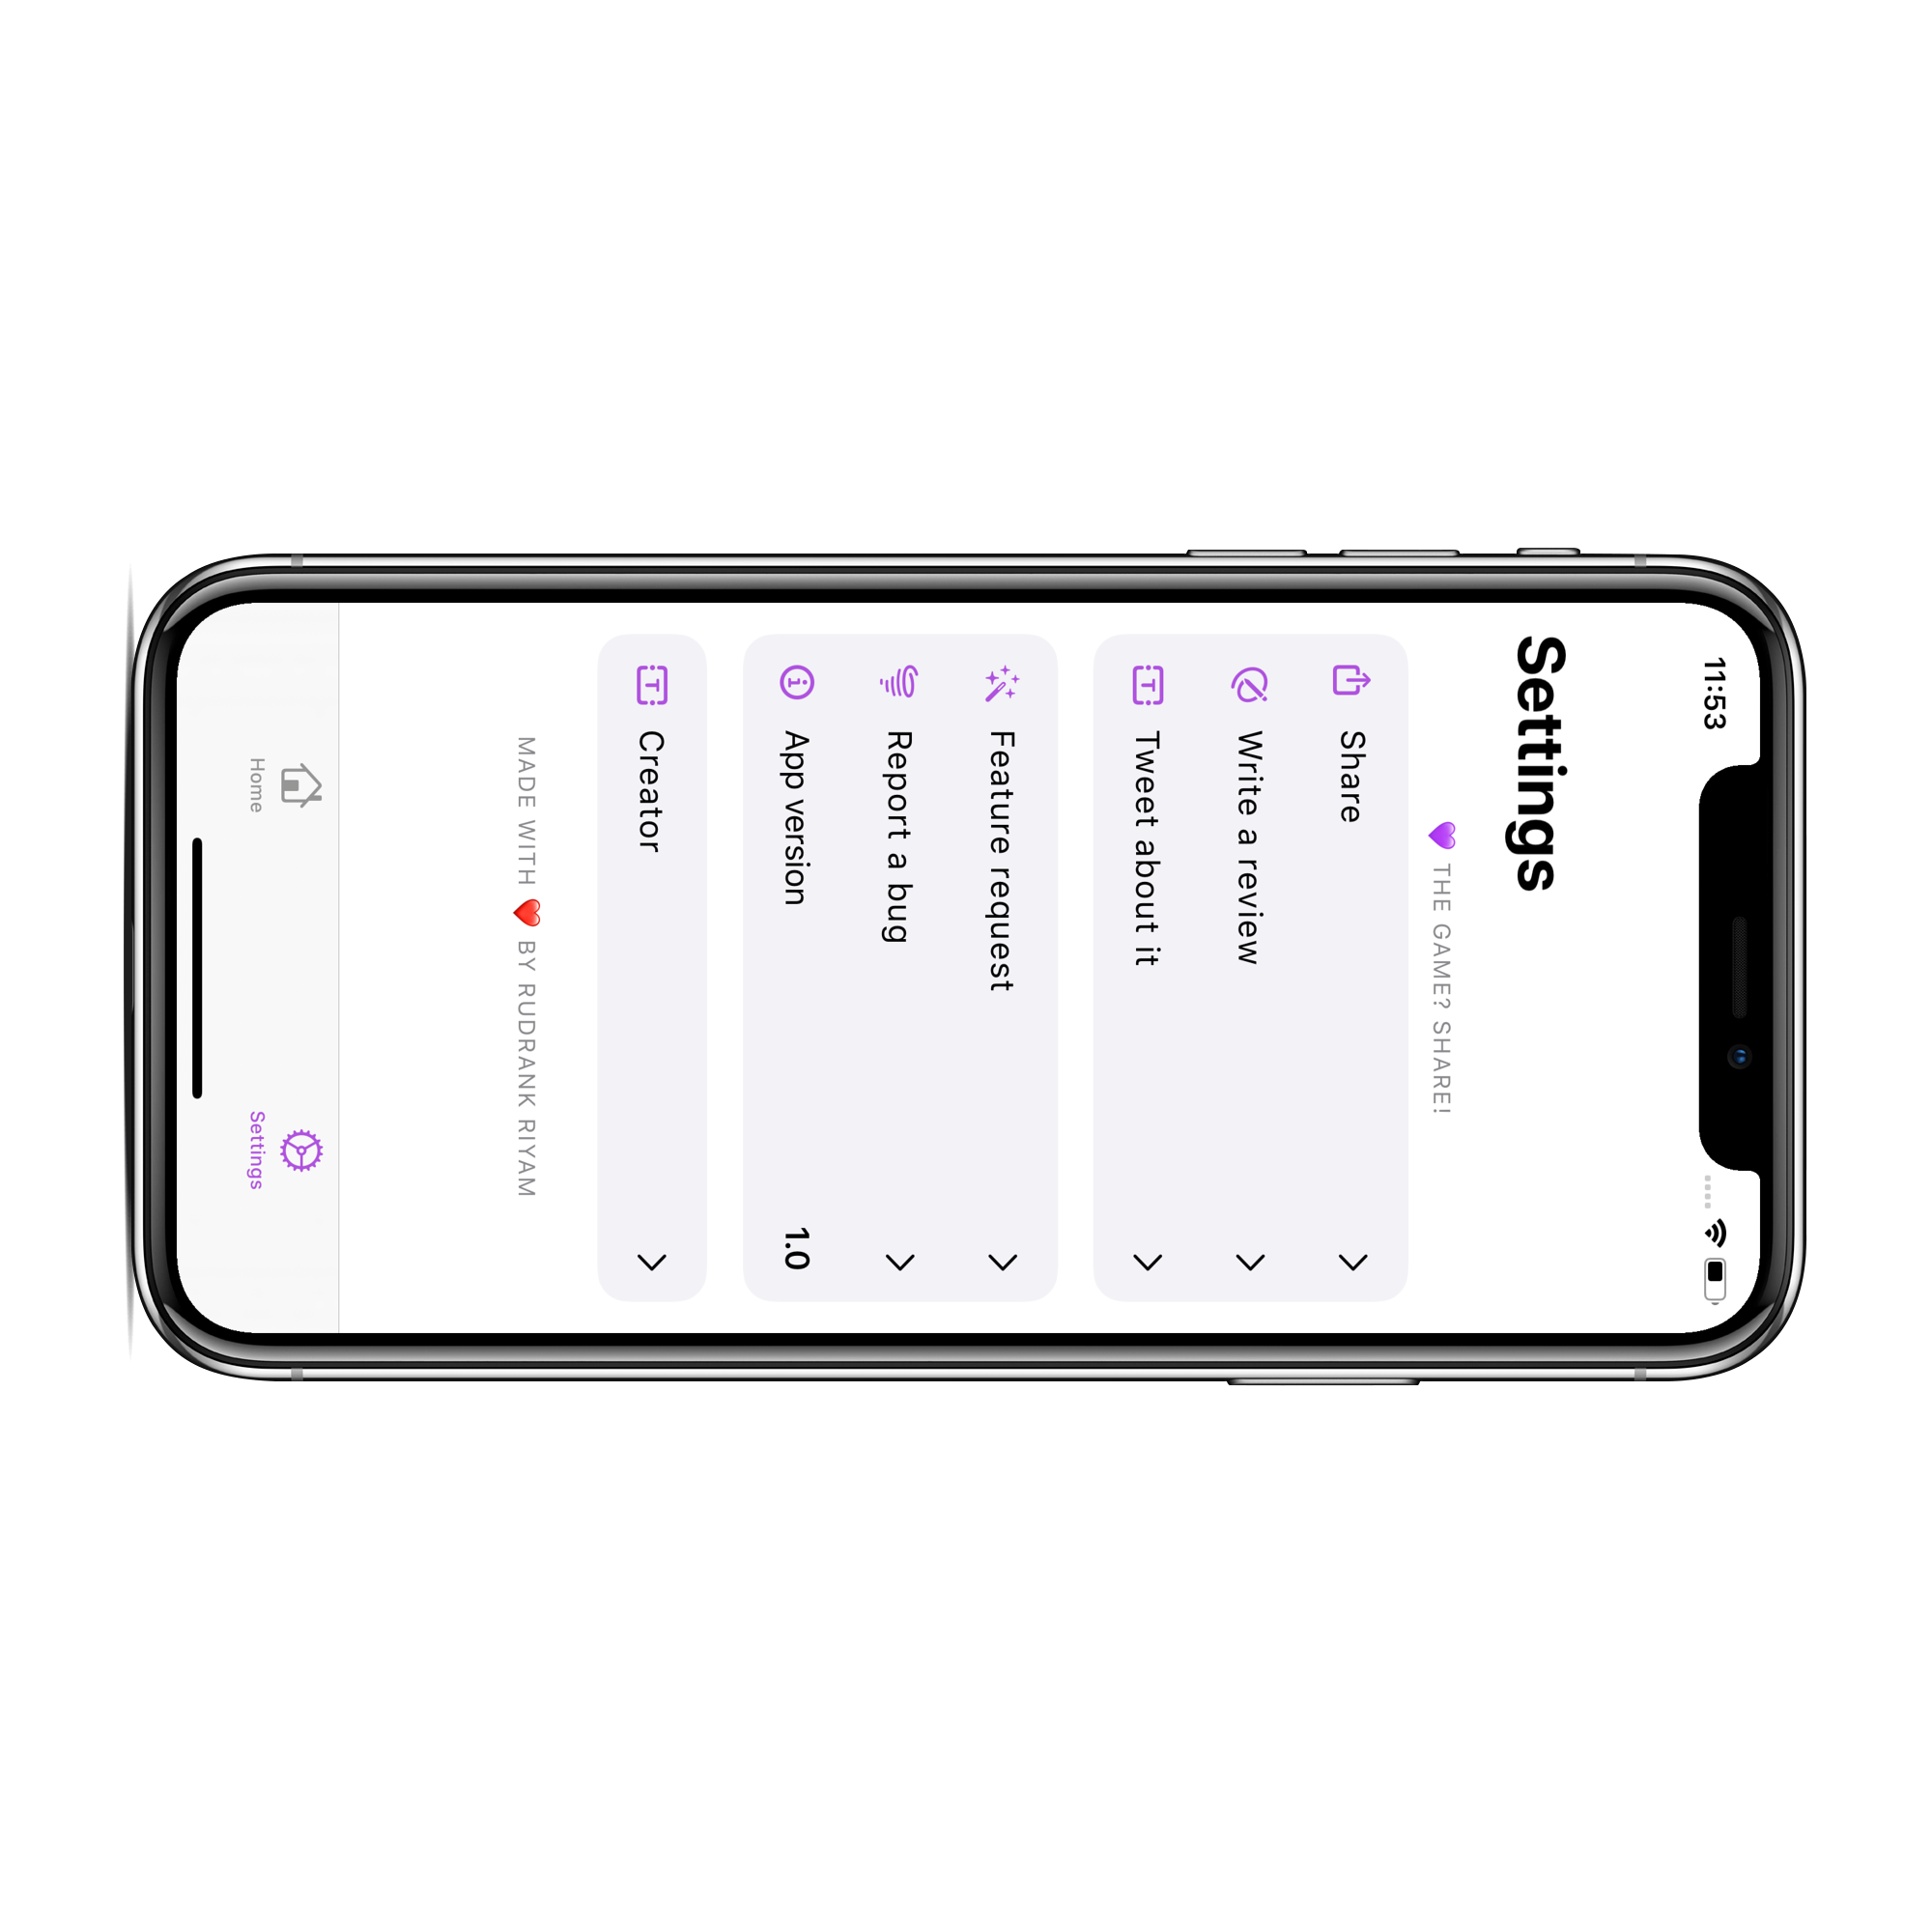 11:53
Settings
💜 THE GAME? SHARE!
Share
Write a review
Tweet about it
Feature request
Report a bug
App version 1.0
Creator
MADE WITH ❤️ BY RUDRANK RIYAM
Home Settings